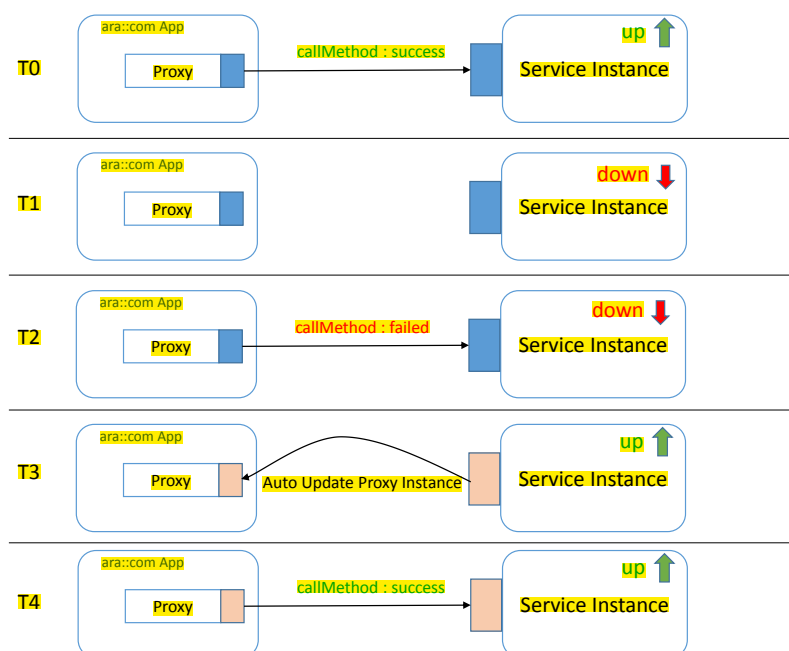 ara::com App
up
T0
Proxy
callMethod : success
Service Instance
ara::com App
down
T1
Proxy
Service Instance
ara::com App
down
T2
Proxy
callMethod : failed
Service Instance
ara::com App
up
T3
Proxy
Auto Update Proxy Instance
Service Instance
ara::com App
up
T4
Proxy
callMethod : success
Service Instance